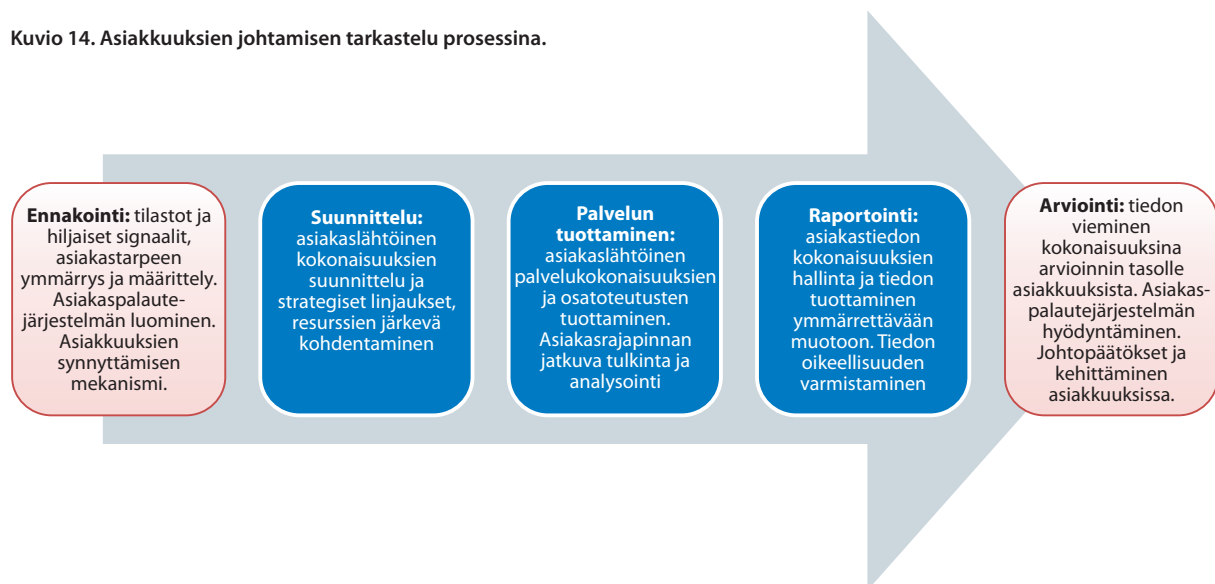 Kuvio 14. Asiakkuuksien johtamisen tarkastelu prosessina.
Ennakointi: tilastot ja
hiljaiset signaalit,
asiakastarpeen
ymmärrys ja määrittely.
Asiakaspalaute-
järjestelmän luominen.
Asiakkuuksien
synnyttämisen
mekanismi.
Suunnittelu:
asiakaslähtöinen
kokonaisuuksien
suunnittelu ja
strategiset linjaukset,
resurssien järkevä
kohdentaminen
Palvelun
tuottaminen:
asiakaslähtöinen
palvelukokonaisuuksien
ja osatoteutusten
tuottaminen.
Asiakasrajapinnan
jatkuva tulkinta ja
analysointi
Raportointi:
asiakastiedon
kokonaisuuksien
hallinta ja tiedon
tuottaminen
ymmärrettävään
muotoon. Tiedon
oikeellisuuden
varmistaminen
Arviointi: tiedon
vieminen
kokonaisuuksina
arvioinnin tasolle
asiakkuuksista. Asiakas-
palautejärjestelmän
hyödyntäminen.
Johtopäätökset ja
kehittäminen
asiakkuuksissa.